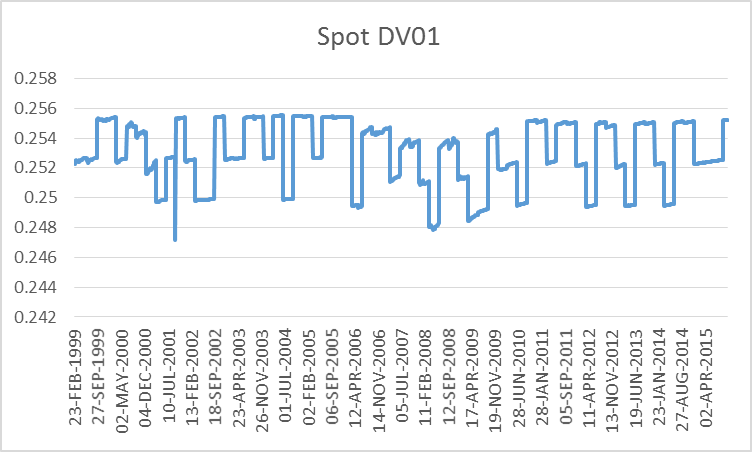 Spot DV01
0.258
0.256
0.254
0.252
0.25
0.248
0.246
0.244
0.242
23-FEB-1999
27-SEP-1999
02-MAY-2000
04-DEC-2000
10-JUL-2001
13-FEB-2002
18-SEP-2002
23-APR-2003
26-NOV-2003
01-JUL-2004
02-FEB-2005
06-SEP-2005
12-APR-2006
14-NOV-2006
05-JUL-2007
11-FEB-2008
12-SEP-2008
17-APR-2009
19-NOV-2009
28-JUN-2010
28-JAN-2011
05-SEP-2011
11-APR-2012
13-NOV-2012
19-JUN-2013
23-JAN-2014
27-AUG-2014
02-APR-2015